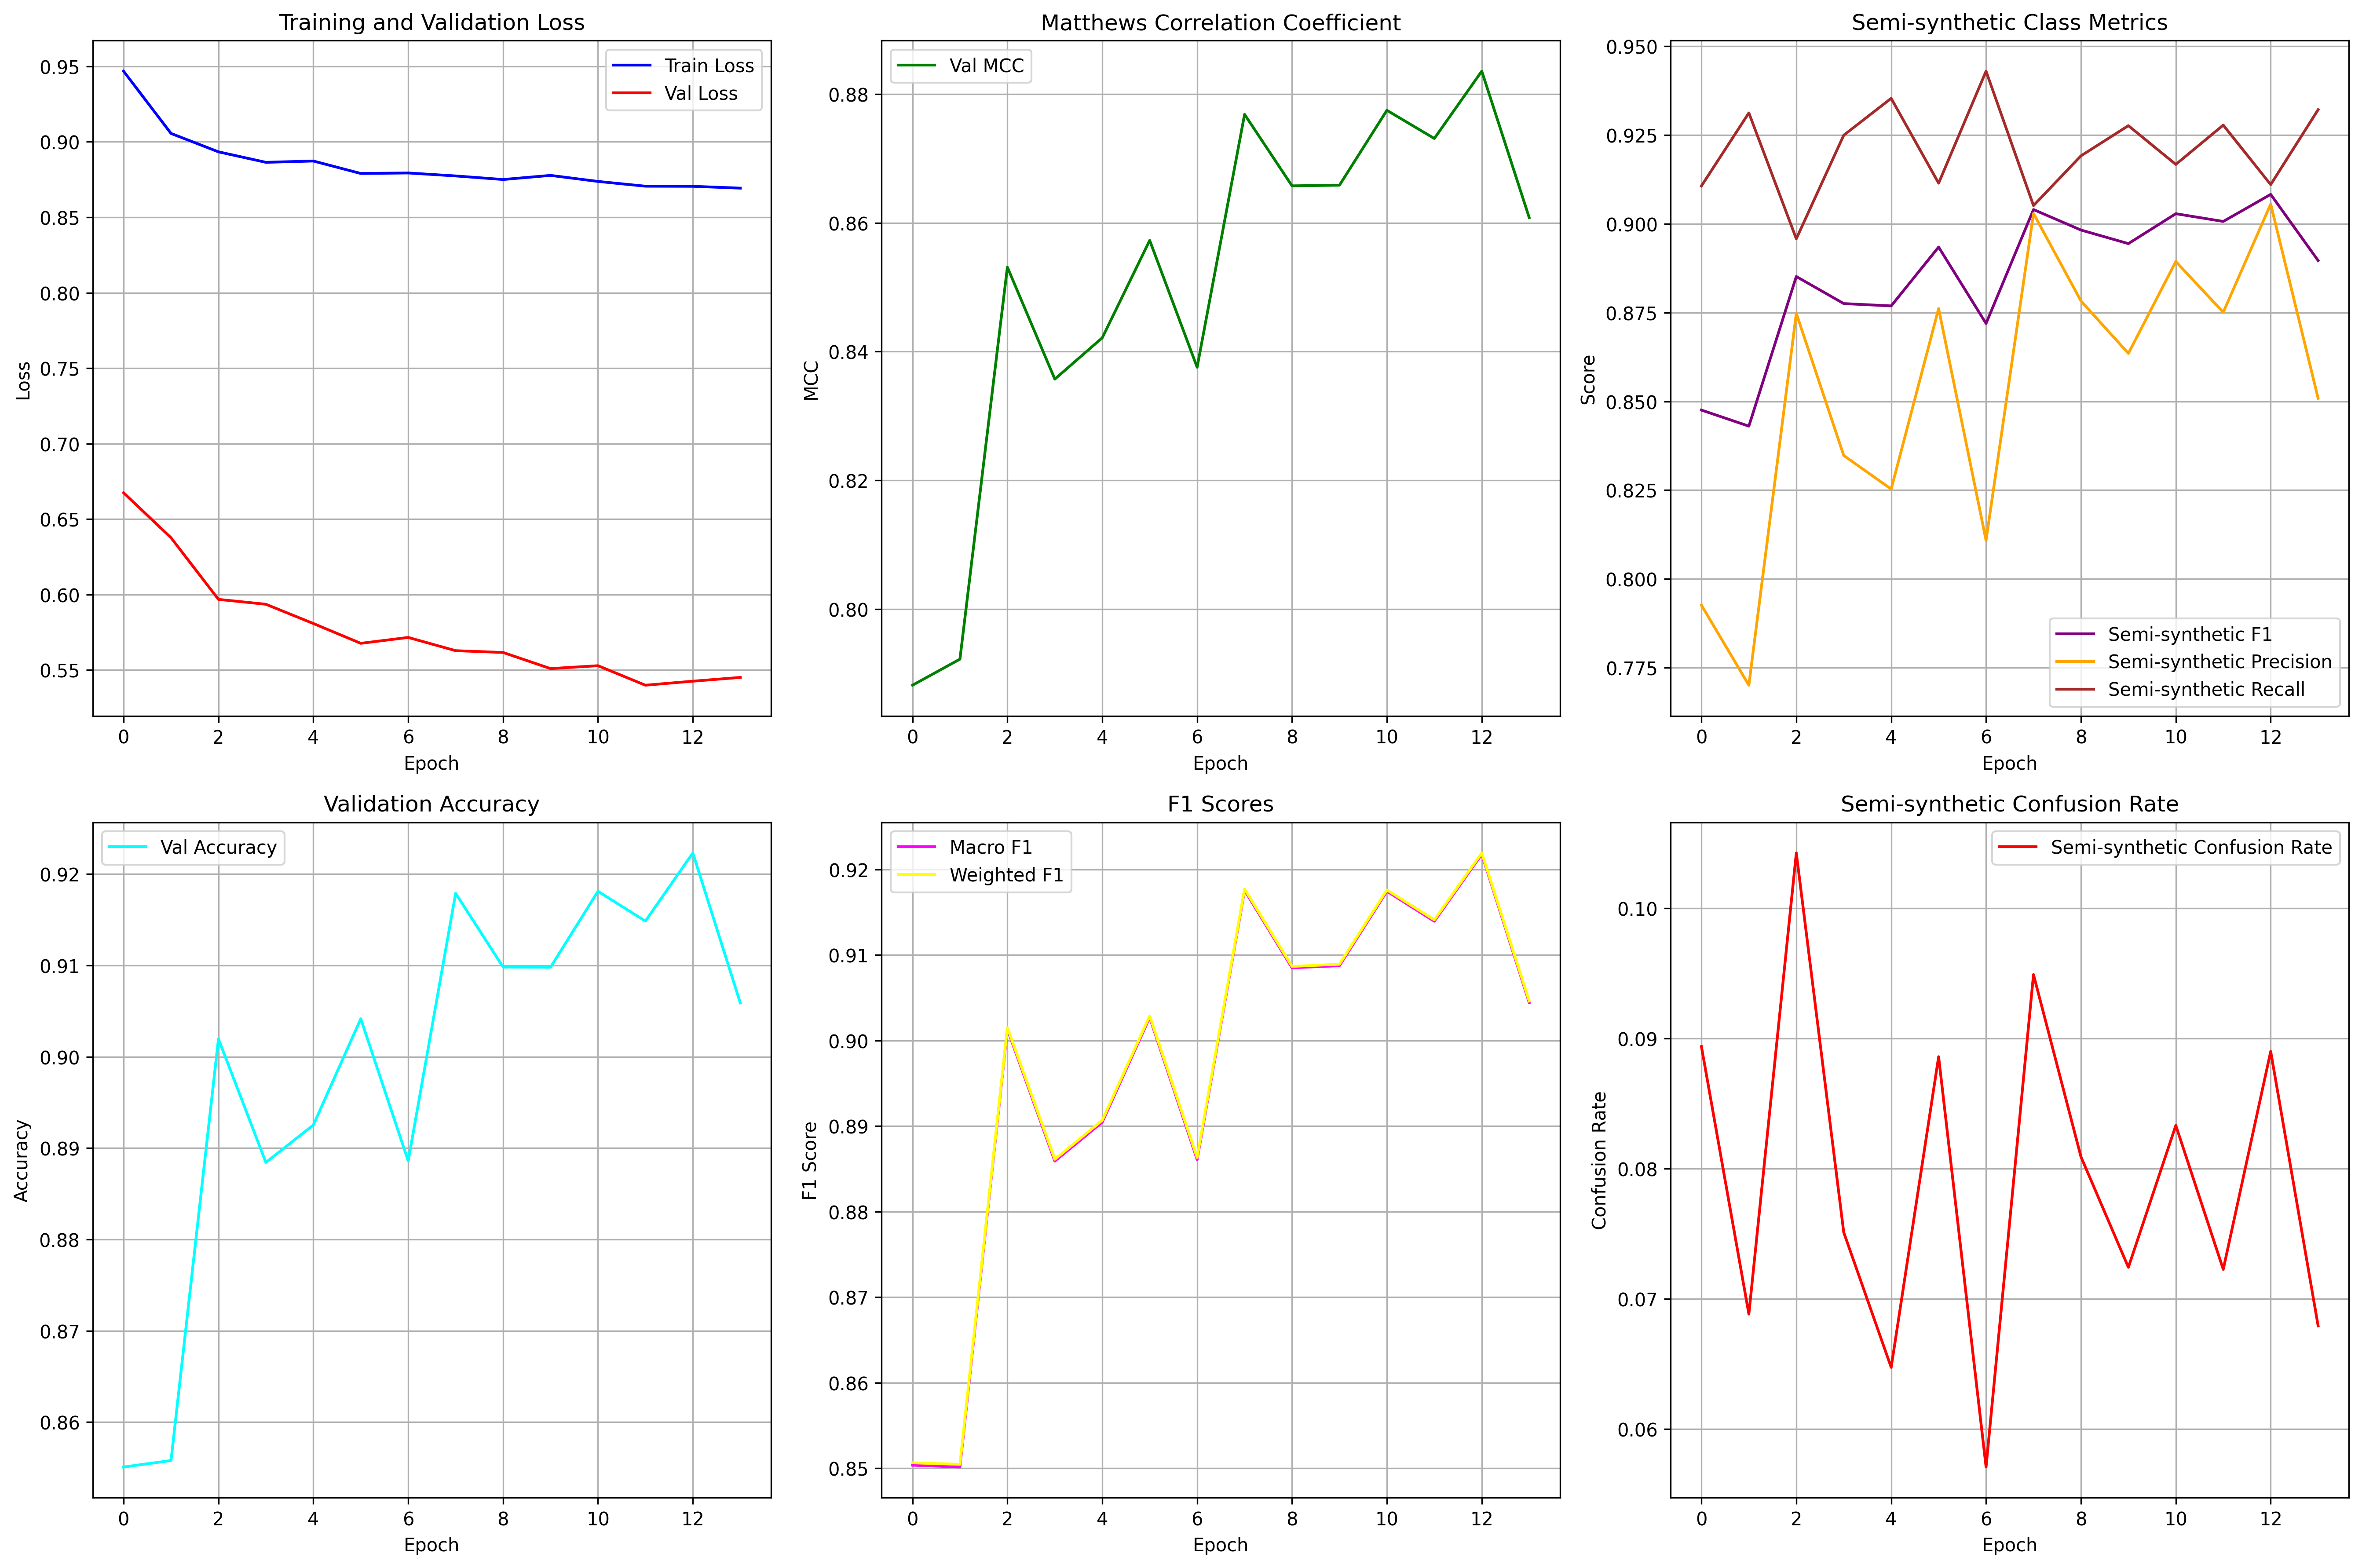 Training and Validation Loss
Train Loss
Val Loss
0.95
0.90
0.85
0.80
0.75
0.70
0.65
0.60
0.55
Loss
0 2 4 6 8 10 12
Epoch
Matthews Correlation Coefficient
Val MCC
0.88
0.86
0.84
0.82
0.80
MCC
0 2 4 6 8 10 12
Epoch
Semi-synthetic Class Metrics
0.950
0.925
0.900
0.875
0.850
0.825
0.800
0.775
Score
Semi-synthetic F1
Semi-synthetic Precision
Semi-synthetic Recall
0 2 4 6 8 10 12
Epoch
Validation Accuracy
Val Accuracy
0.92
0.91
0.90
0.89
0.88
0.87
0.86
Accuracy
0 2 4 6 8 10 12
Epoch
F1 Scores
Macro F1
Weighted F1
0.92
0.91
0.90
0.89
0.88
0.87
0.86
0.85
F1 Score
0 2 4 6 8 10 12
Epoch
Semi-synthetic Confusion Rate
Semi-synthetic Confusion Rate
0.10
0.09
0.08
0.07
0.06
Confusion Rate
0 2 4 6 8 10 12
Epoch